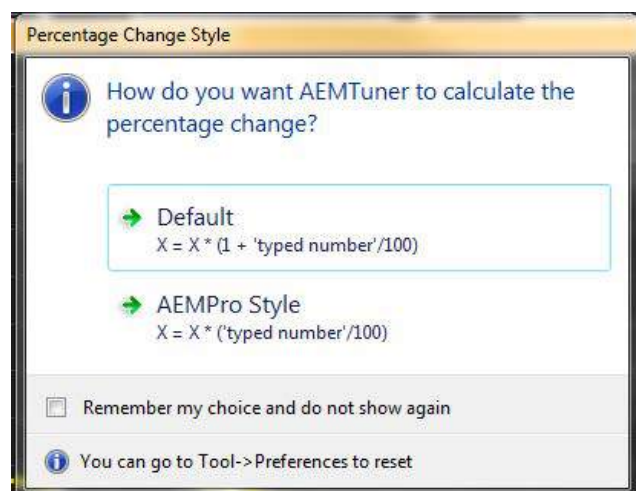 Percentage Change Style
How do you want AEMTuner to calculate the
percentage change?
Default
X = X * (1 + 'typed number'/100)
AEMPro Style
X = X * ('typed number'/100)
Remember my choice and do not show again
You can go to Tool->Preferences to reset